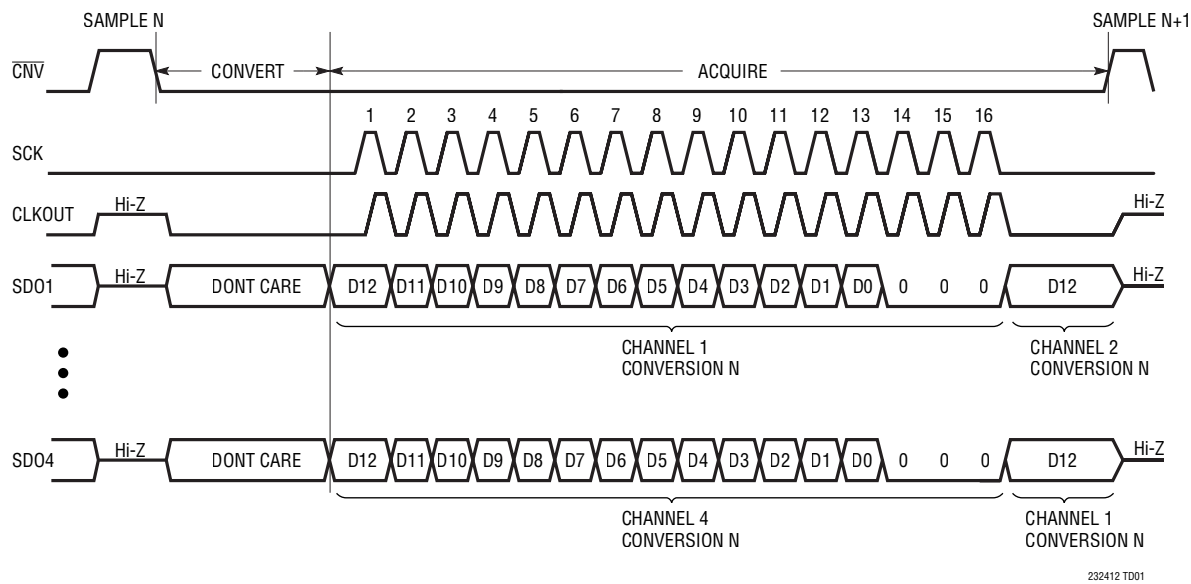 SAMPLE N SAMPLE N+1
CNV CONVERT ACQUIRE
1 2 3 4 5 6 7 8 9 10 11 12 13 14 15 16
SCK
CLKOUT Hi-Z Hi-Z
SDO1 Hi-Z DONT CARE D12 D11 D10 D9 D8 D7 D6 D5 D4 D3 D2 D1 D0 0 0 0 D12 Hi-Z
CHANNEL 1 CHANNEL 2
CONVERSION N CONVERSION N
SDO4 Hi-Z DONT CARE D12 D11 D10 D9 D8 D7 D6 D5 D4 D3 D2 D1 D0 0 0 0 D12 Hi-Z
CHANNEL 4 CHANNEL 1
CONVERSION N CONVERSION N
232412 TD01